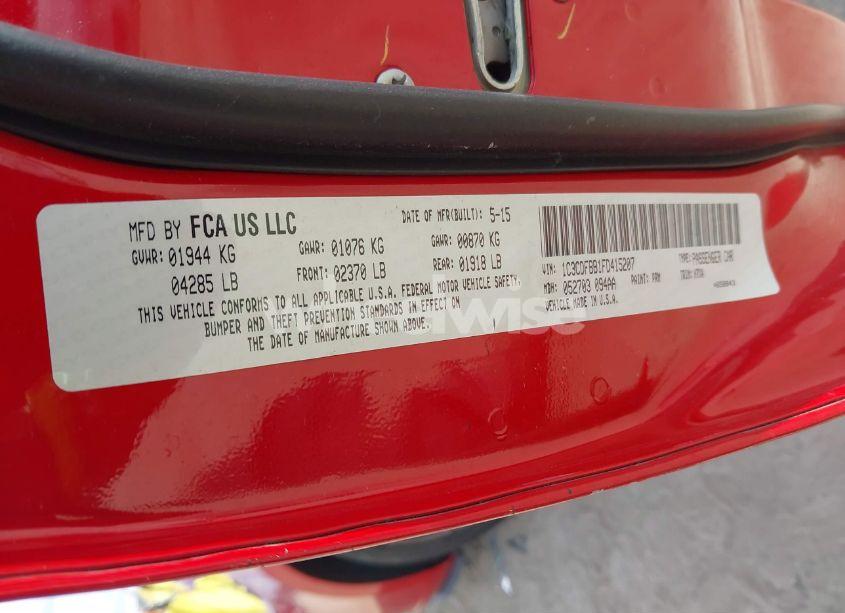 MFD BY FCA US LLC
DATE OF MFR(BUILT): 5-15
GVWR: 01944 KG
GAWR: 01076 KG
GAWR: 00870 KG
04285 LB
FRONT: 02370 LB
REAR: 01918 LB
THIS VEHICLE CONFORMS TO ALL APPLICABLE U.S.A. FEDERAL MOTOR VEHICLE SAFETY,
BUMPER AND THEFT PREVENTION STANDARDS IN EFFECT ON
THE DATE OF MANUFACTURE SHOWN ABOVE.
VIN: 1C3CDFBB1FD415207
TYPE: PASSENGER CAR
MDH: 052703 094AA
PAINT: PRM
TRIM:
VEHICLE MADE IN: U.S.A.